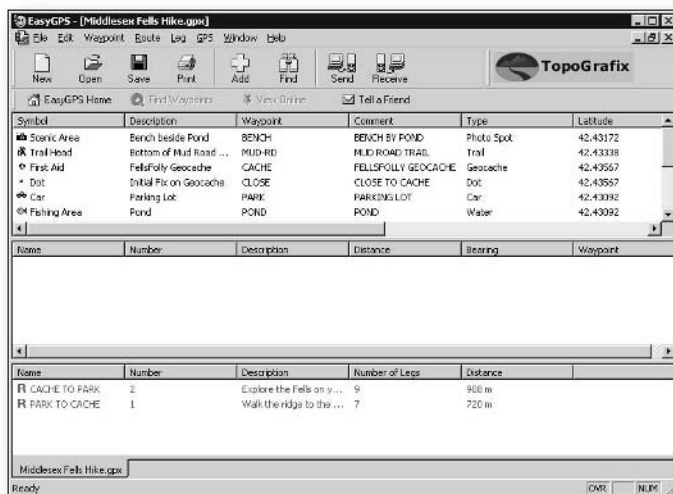 EasyGPS - [Middlesex Fells Hike.gpx]
File Edit Waypoint Route Leg GPS Window Help
New Open Save Print Add Find Send Receive
TopoGrafix
EasyGPS Home Find Waypoints View Online Tell a Friend
Symbol Description Waypoint Comment Type Latitude
Scenic Area Bench beside Pond BENCH BENCH BY POND Photo Spot 42.43172
Trail Head Bottom of Mud Road ... MUD-RD MUD ROAD TRAIL Trail 42.43338
First Aid FellsFolly Geocache CACHE FELLSFOLLY GEOCACHE Geocache 42.43567
Dot Initial Fix on Geocache CLOSE CLOSE TO CACHE Dot 42.43567
Car Parking Lot PARK PARKING LOT Car 42.43092
Fishing Area Pond POND POND Water 42.43092
Name Number Description Distance Bearing Waypoint
Name Number Description Number of Legs Distance
R CACHE TO PARK 2 Explore the Fells on y... 9 908 m
R PARK TO CACHE 1 Walk the ridge to the ... 7 720 m
Middlesex Fells Hike.gpx
Ready OVR NUM